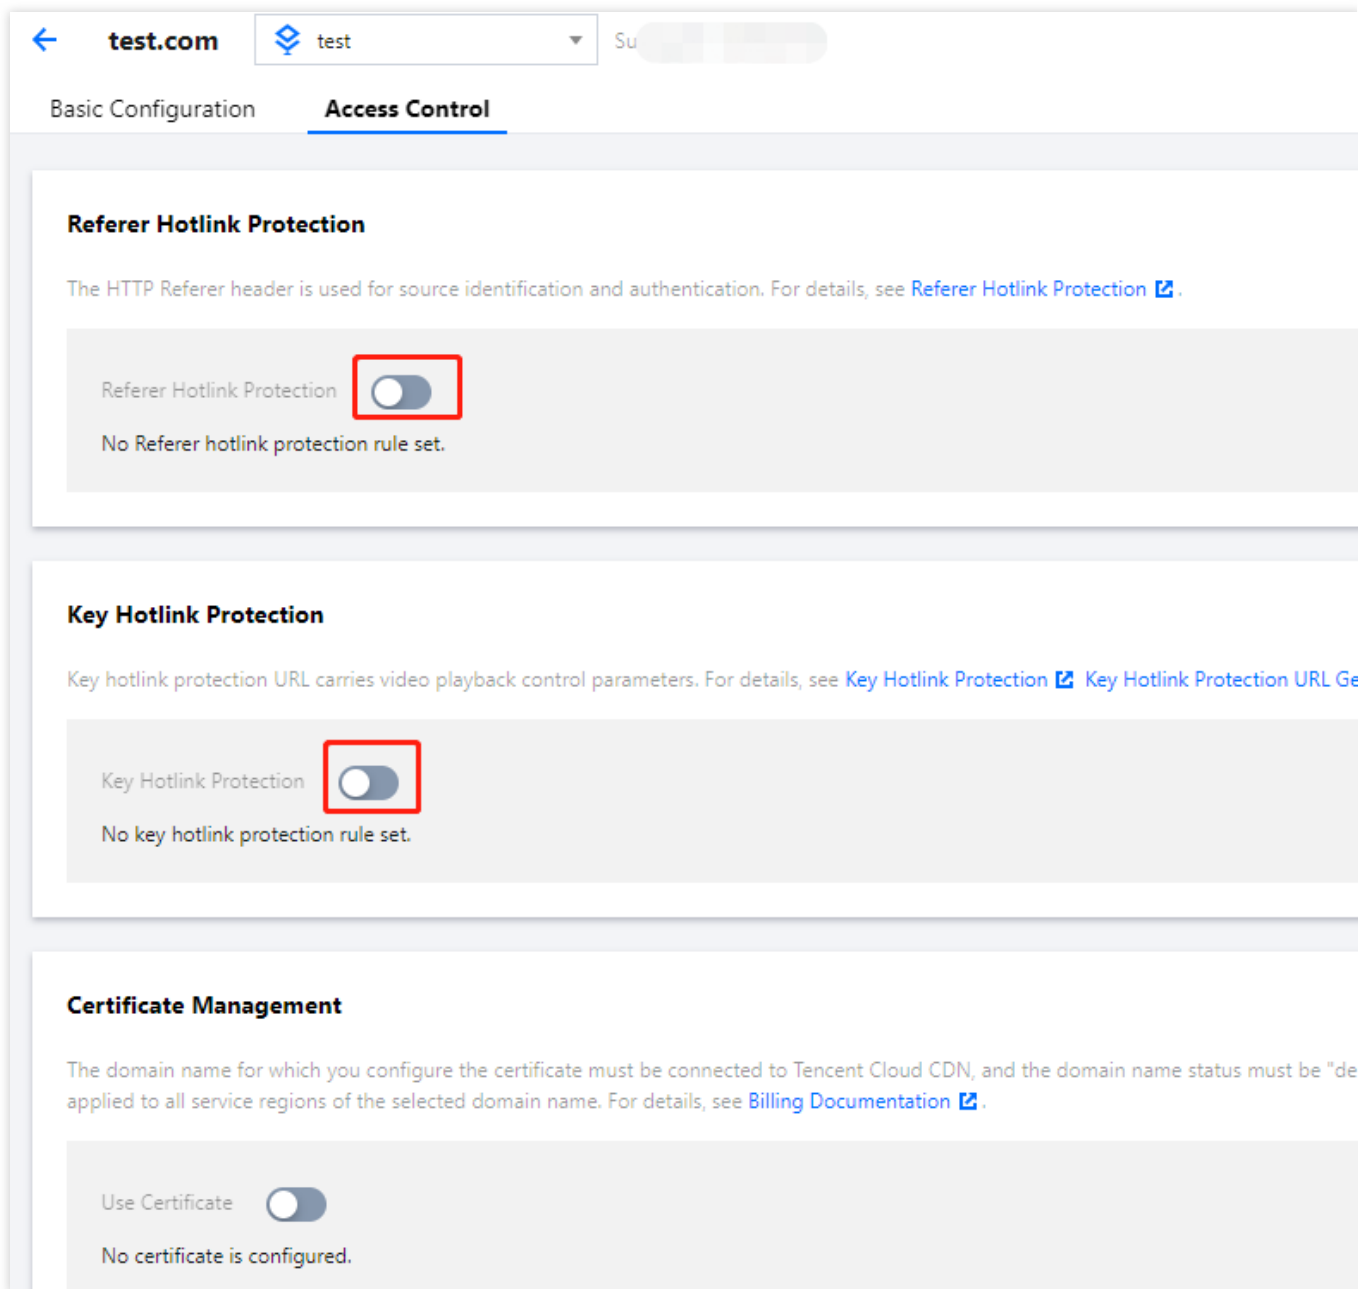 test.com test Su
Basic Configuration Access Control
Referer Hotlink Protection
The HTTP Referer header is used for source identification and authentication. For details, see Referer Hotlink Protection .
Referer Hotlink Protection
No Referer hotlink protection rule set.
Key Hotlink Protection
Key hotlink protection URL carries video playback control parameters. For details, see Key Hotlink Protection Key Hotlink Protection URL Ge
Key Hotlink Protection
No key hotlink protection rule set.
Certificate Management
The domain name for which you configure the certificate must be connected to Tencent Cloud CDN, and the domain name status must be "de
applied to all service regions of the selected domain name. For details, see Billing Documentation .
Use Certificate
No certificate is configured.